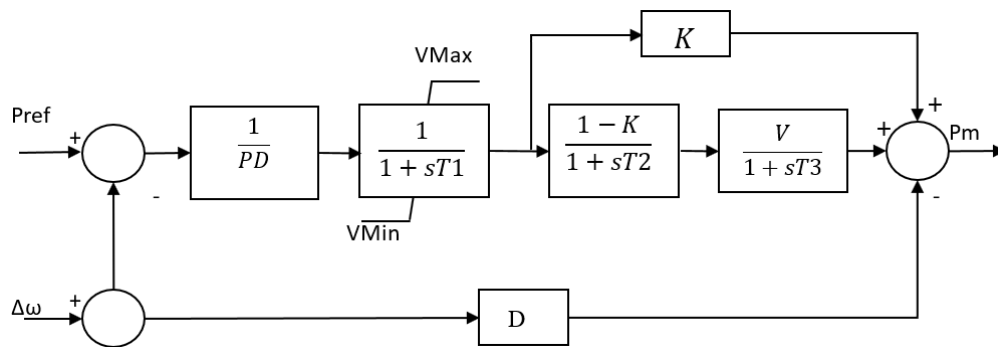 K
VMax
Pref
+
1
PD
1
1 + sT1
1 − K
1 + sT2
V
1 + sT3
+
+
Pm
-
-
VMin
Δω
+
D